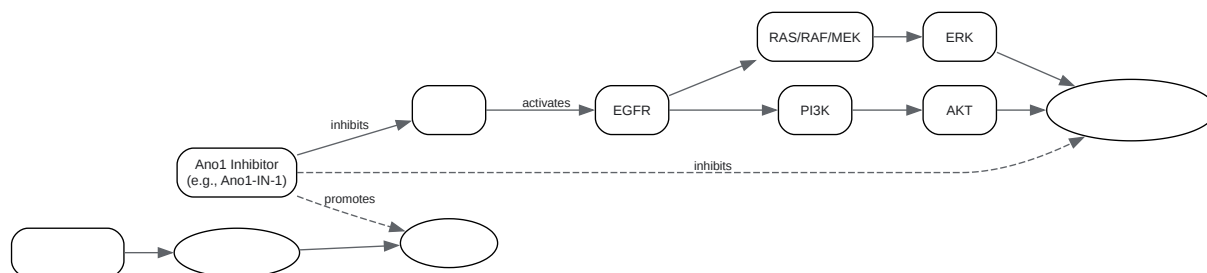 RAS/RAF/MEK
ERK
activates
EGFR
PI3K
AKT
inhibits
Ano1 Inhibitor
(e.g., Ano1-IN-1)
inhibits
promotes